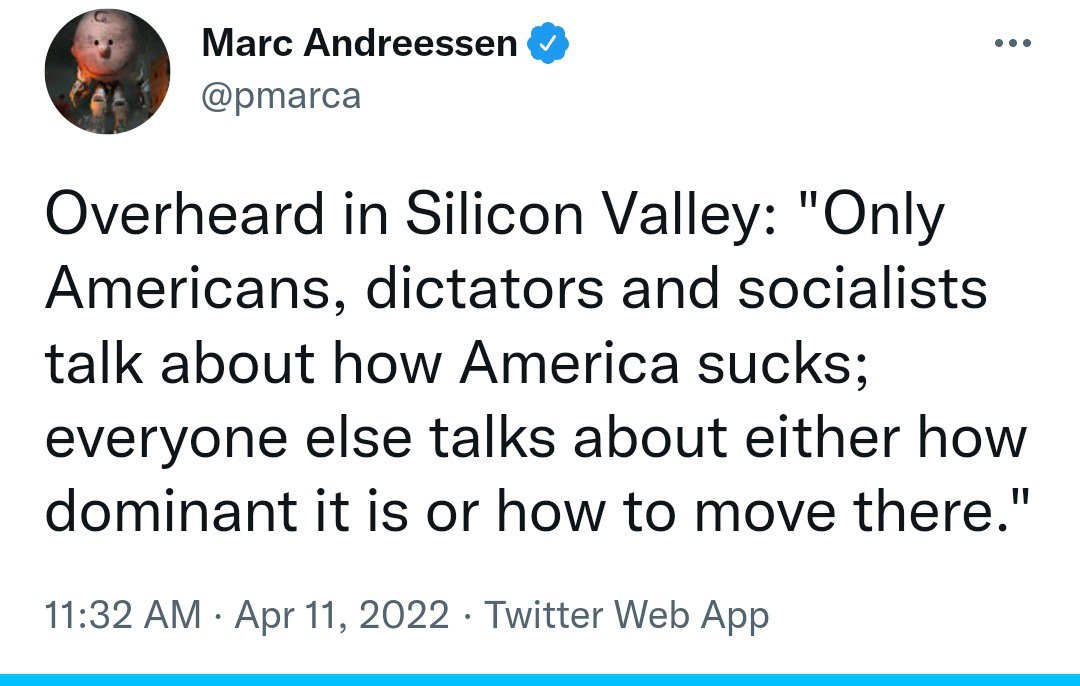 Marc Andreessen
@pmarca
Overheard in Silicon Valley: "Only
Americans, dictators and socialists
talk about how America sucks;
everyone else talks about either how
dominant it is or how to move there."
11:32 AM · Apr 11, 2022 · Twitter Web App